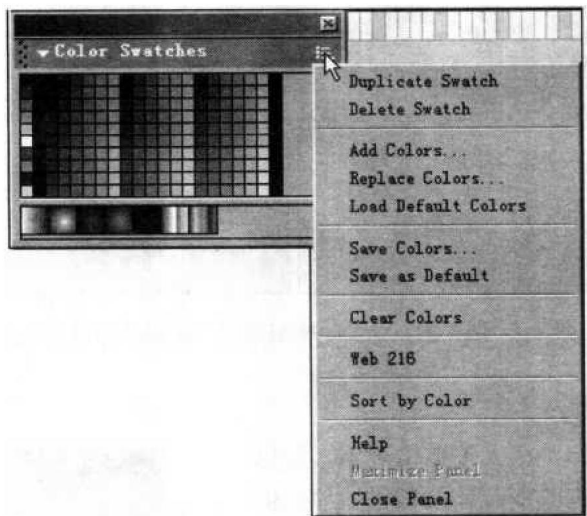 Color Swatches
Duplicate Swatch
Delete Swatch
Add Colors...
Replace Colors...
Load Default Colors
Save Colors...
Save as Default
Clear Colors
Web 216
Sort by Color
Help
Maximize Panel
Close Panel